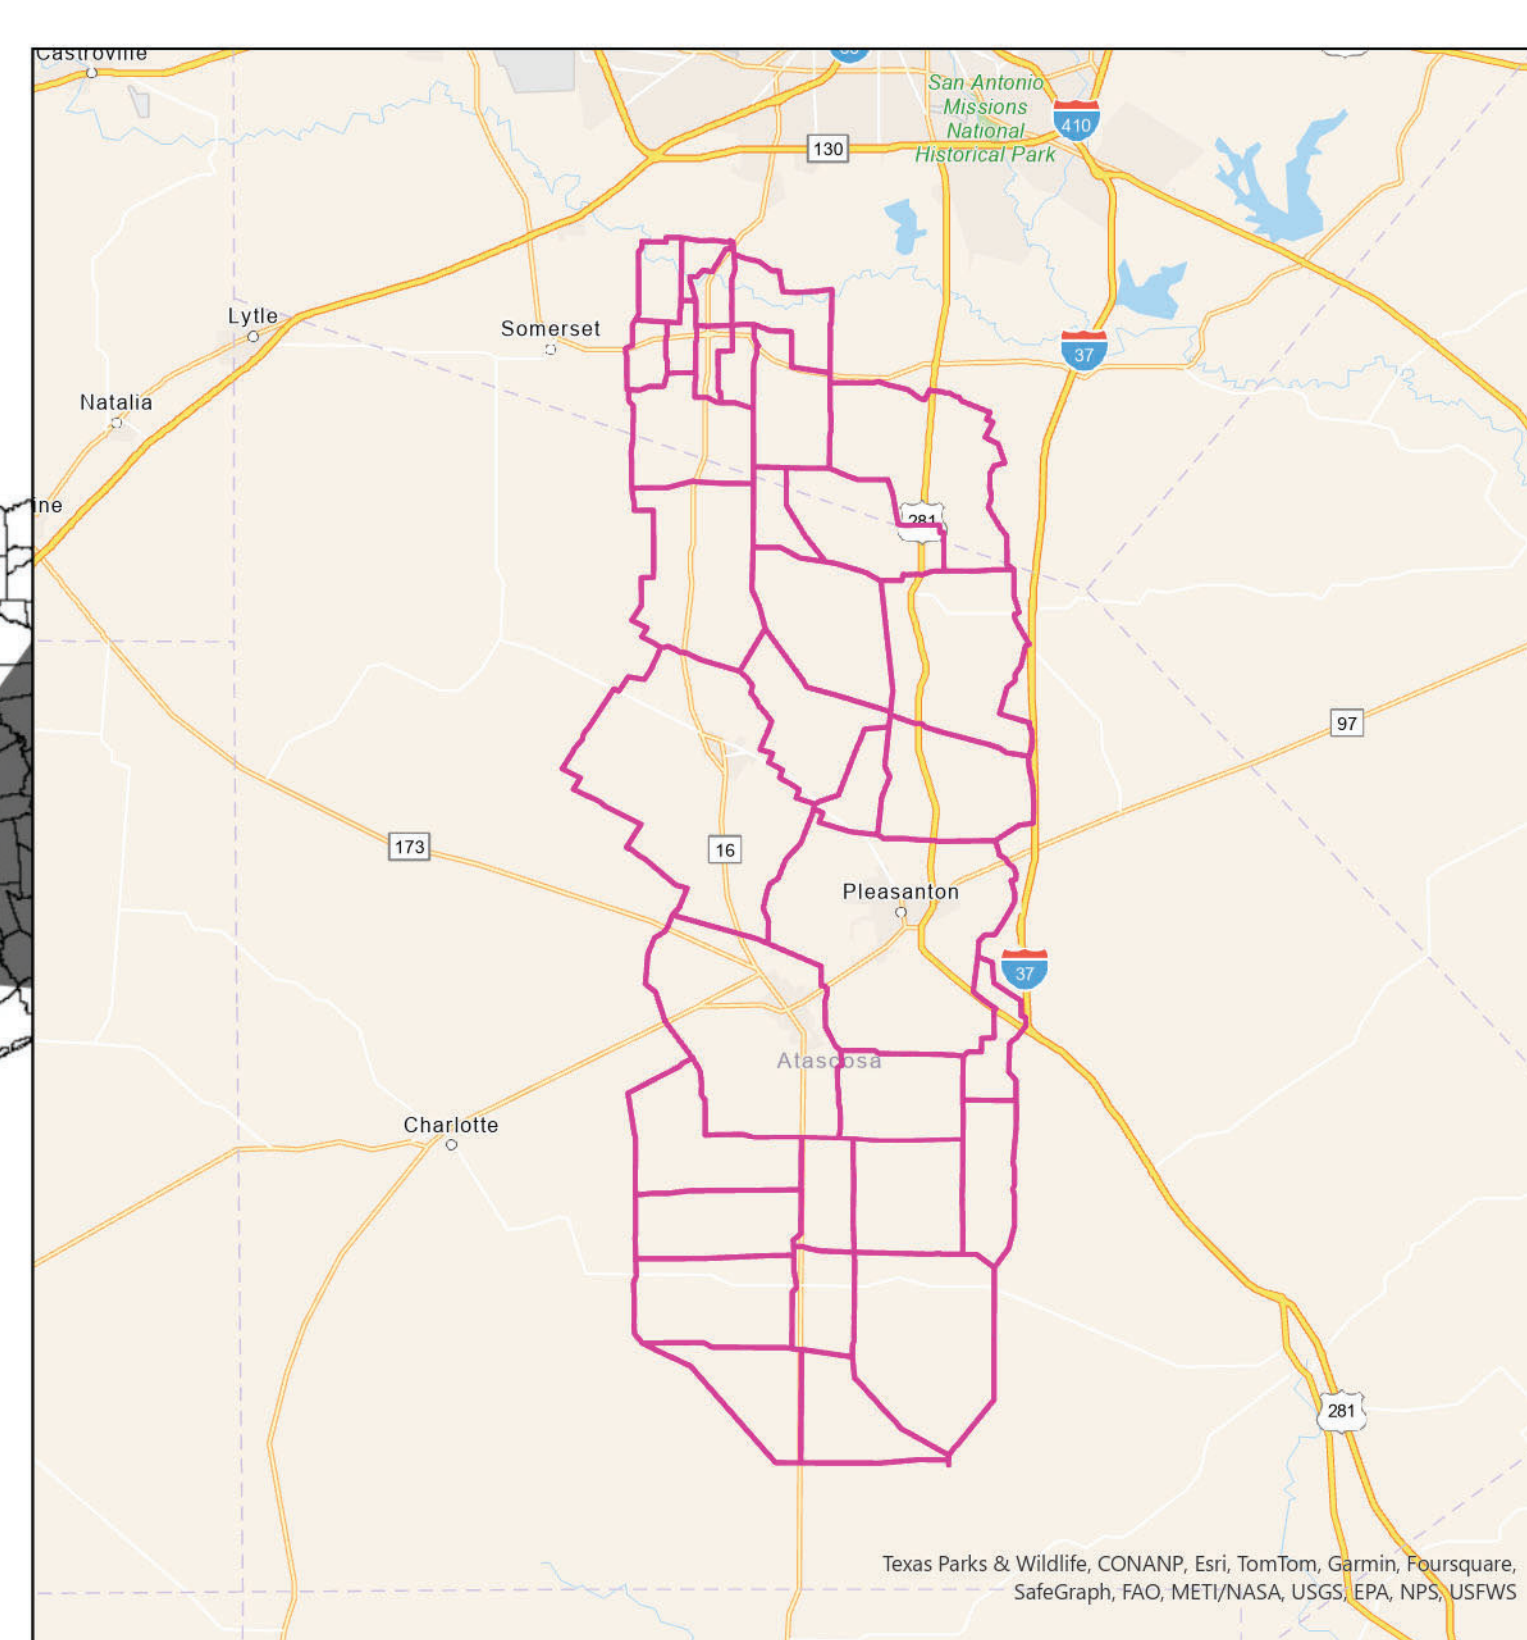 Castroville
San Antonio
Missions
National
Historical Park
410
130
Lytle
Somerset
37
Natalia
ine
281
97
173
16
Pleasanton
37
Atascosa
Charlotte
281
Texas Parks & Wildlife, CONANP, Esri, TomTom, Garmin, Foursquare,
SafeGraph, FAO, METI/NASA, USGS, EPA, NPS, USFWS